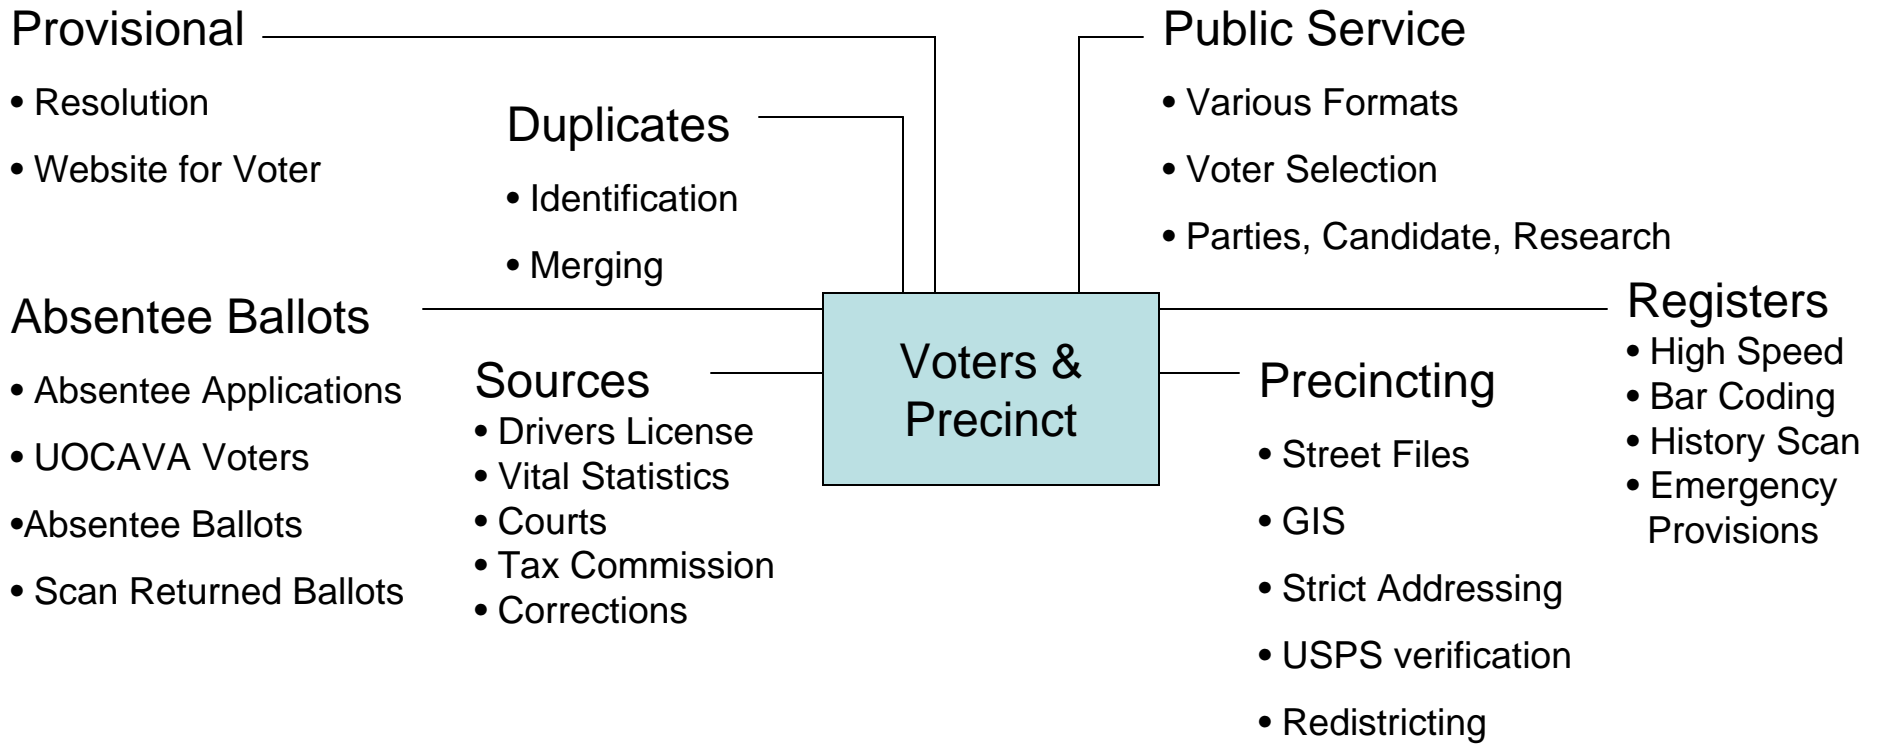 Provisional
• Resolution
• Website for Voter
Duplicates
• Identification
• Merging
Public Service
• Various Formats
• Voter Selection
• Parties, Candidate, Research
Absentee Ballots
• Absentee Applications
• UOCAVA Voters
•Absentee Ballots
• Scan Returned Ballots
Sources
• Drivers License
• Vital Statistics
• Courts
• Tax Commission
• Corrections
Voters &
Precinct
Precincting
• Street Files
• GIS
• Strict Addressing
• USPS verification
• Redistricting
Registers
• High Speed
• Bar Coding
• History Scan
• Emergency
Provisions